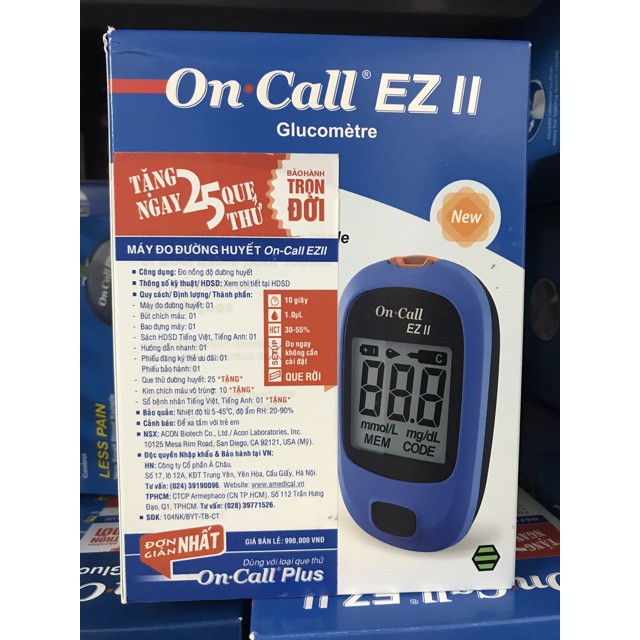 On·Call® EZ II
Glucomètre
TẶNG NGAY 25 QUE THỬ
BẢO HÀNH
TRỌN ĐỜI
New
MÁY ĐO ĐƯỜNG HUYẾT On-Call EZII
▪ Công dụng: Đo nồng độ đường huyết
▪ Thông số kỹ thuật/ HDSD: Xem chi tiết tại HDSD
▪ Quy cách/ Định lượng/ Thành phần:
- Máy đo đường huyết: 01
- Bút chích máu: 01
- Bao đựng máy: 01
- Sách HDSD Tiếng Việt, Tiếng Anh: 01
- Hướng dẫn nhanh: 01
- Phiếu đăng ký thẻ ưu đãi: 01
Phiếu bảo hành: 01
- Que thử đường huyết: 25 *TẶNG*
- Kim chích máu vô trùng: 10 *TẶNG*
- Sổ bệnh nhân Tiếng Việt, Tiếng Anh: 01 *TẶNG*
10 giây
1.0µl.
HCT 30-55%
SETUP Đo ngay không cần cài đặt
QUE RỜI
▪ Bảo quản: Nhiệt độ từ 5-45°C, độ ẩm RH: 20-90%
▪ Cảnh báo: Để xa tầm với trẻ em
▪ NSX: ACON Biotech Co., Ltd./ Acon Laboratories, Inc.
10125 Mesa Rim Road, San Diego, CA 92121, USA (Mỹ).
▪ Độc quyền Nhập khẩu & Bảo hành tại VN:
HN: Công ty Cổ phần Á Châu.
Số 17, lô 12A, KĐT Trung Yên, Yên Hòa, Cầu Giấy, Hà Nội.
Tư vấn: (024) 39190096. Website: www.amedical.vn
TPHCM: CTCP Armephaco (CN TP.HCM). Số 112 Trần Hưng
Đạo, Q1, TPHCM. Tư vấn: (028) 39771526.
▪ SĐK: 104NK/BYT-TB-CT
ĐƠN GIẢN NHẤT
GIÁ BÁN LẺ: 990.000 VNĐ
Dùng với loại que thử
On·Call Plus
On·Call
EZ II
C
88.8
mmol/L mg/dL
MEM CODE
LESS PAIN
EZ II